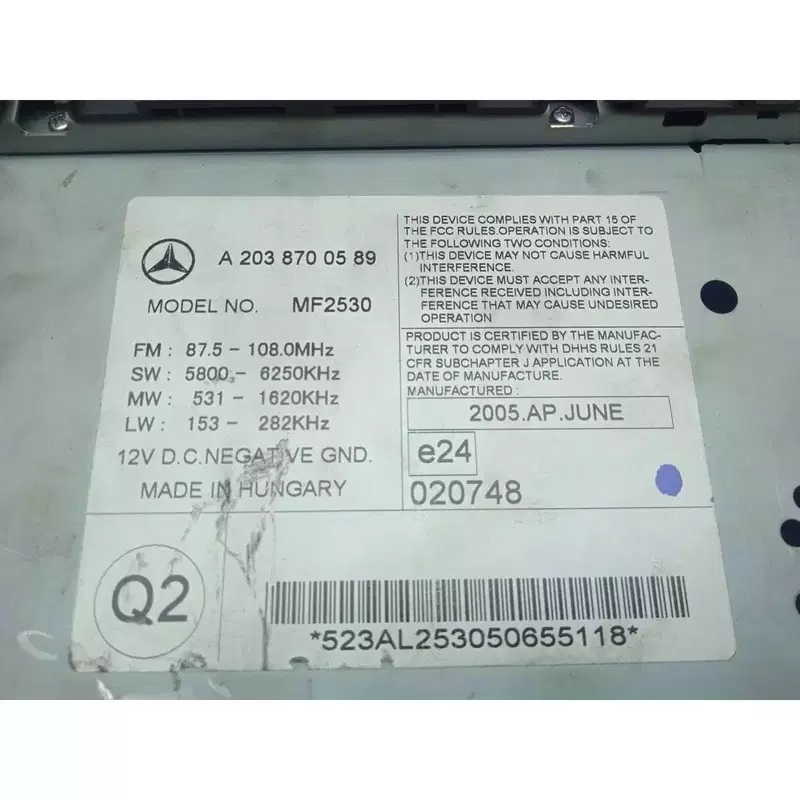 A 203 870 05 89
MODEL NO. MF2530
FM : 87.5 - 108.0MHz
SW : 5800 - 6250KHz
MW : 531 - 1620KHz
LW : 153 - 282KHz
12V D.C.NEGATIVE GND.
MADE IN HUNGARY
THIS DEVICE COMPLIES WITH PART 15 OF
THE FCC RULES.OPERATION IS SUBJECT TO
THE FOLLOWING TWO CONDITIONS:
(1)THIS DEVICE MAY NOT CAUSE HARMFUL
INTERFERENCE.
(2)THIS DEVICE MUST ACCEPT ANY INTER-
FERENCE RECEIVED INCLUDING INTER-
FERENCE THAT MAY CAUSE UNDESIRED
OPERATION
PRODUCT IS CERTIFIED BY THE MANUFAC-
TURER TO COMPLY WITH DHHS RULES 21
CFR SUBCHAPTER J APPLICATION AT THE
DATE OF MANUFACTURE.
MANUFACTURED :
2005.AP.JUNE
e24
020748
Q2
*523AL253050655118*